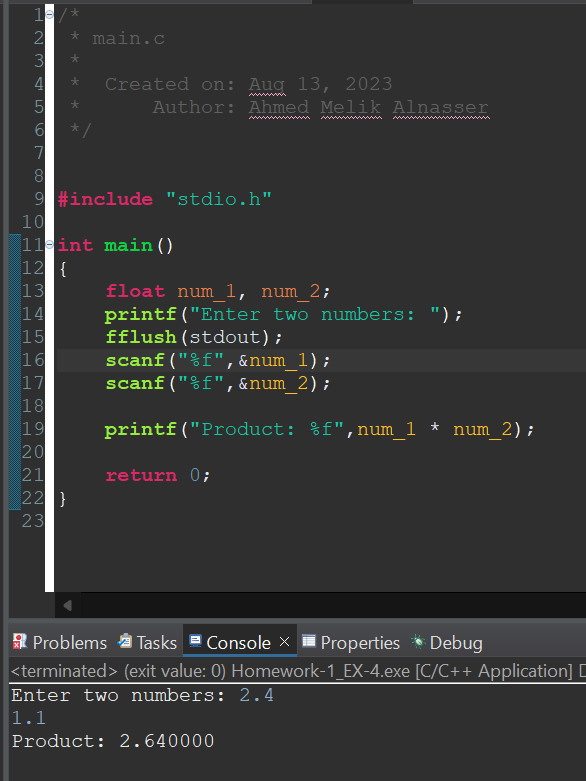 1 /*
2  * main.c
3  *
4  *  Created on: Aug 13, 2023
5  *      Author: Ahmed Melik Alnasser
6  */
7
8
9 #include "stdio.h"
10
11 int main()
12 {
13     float num_1, num_2;
14     printf("Enter two numbers: ");
15     fflush(stdout);
16     scanf("%f",&num_1);
17     scanf("%f",&num_2);
18
19     printf("Product: %f",num_1 * num_2);
20
21     return 0;
22 }
23
Problems Tasks Console × Properties Debug
<terminated> (exit value: 0) Homework-1_EX-4.exe [C/C++ Application]
Enter two numbers: 2.4
1.1
Product: 2.640000